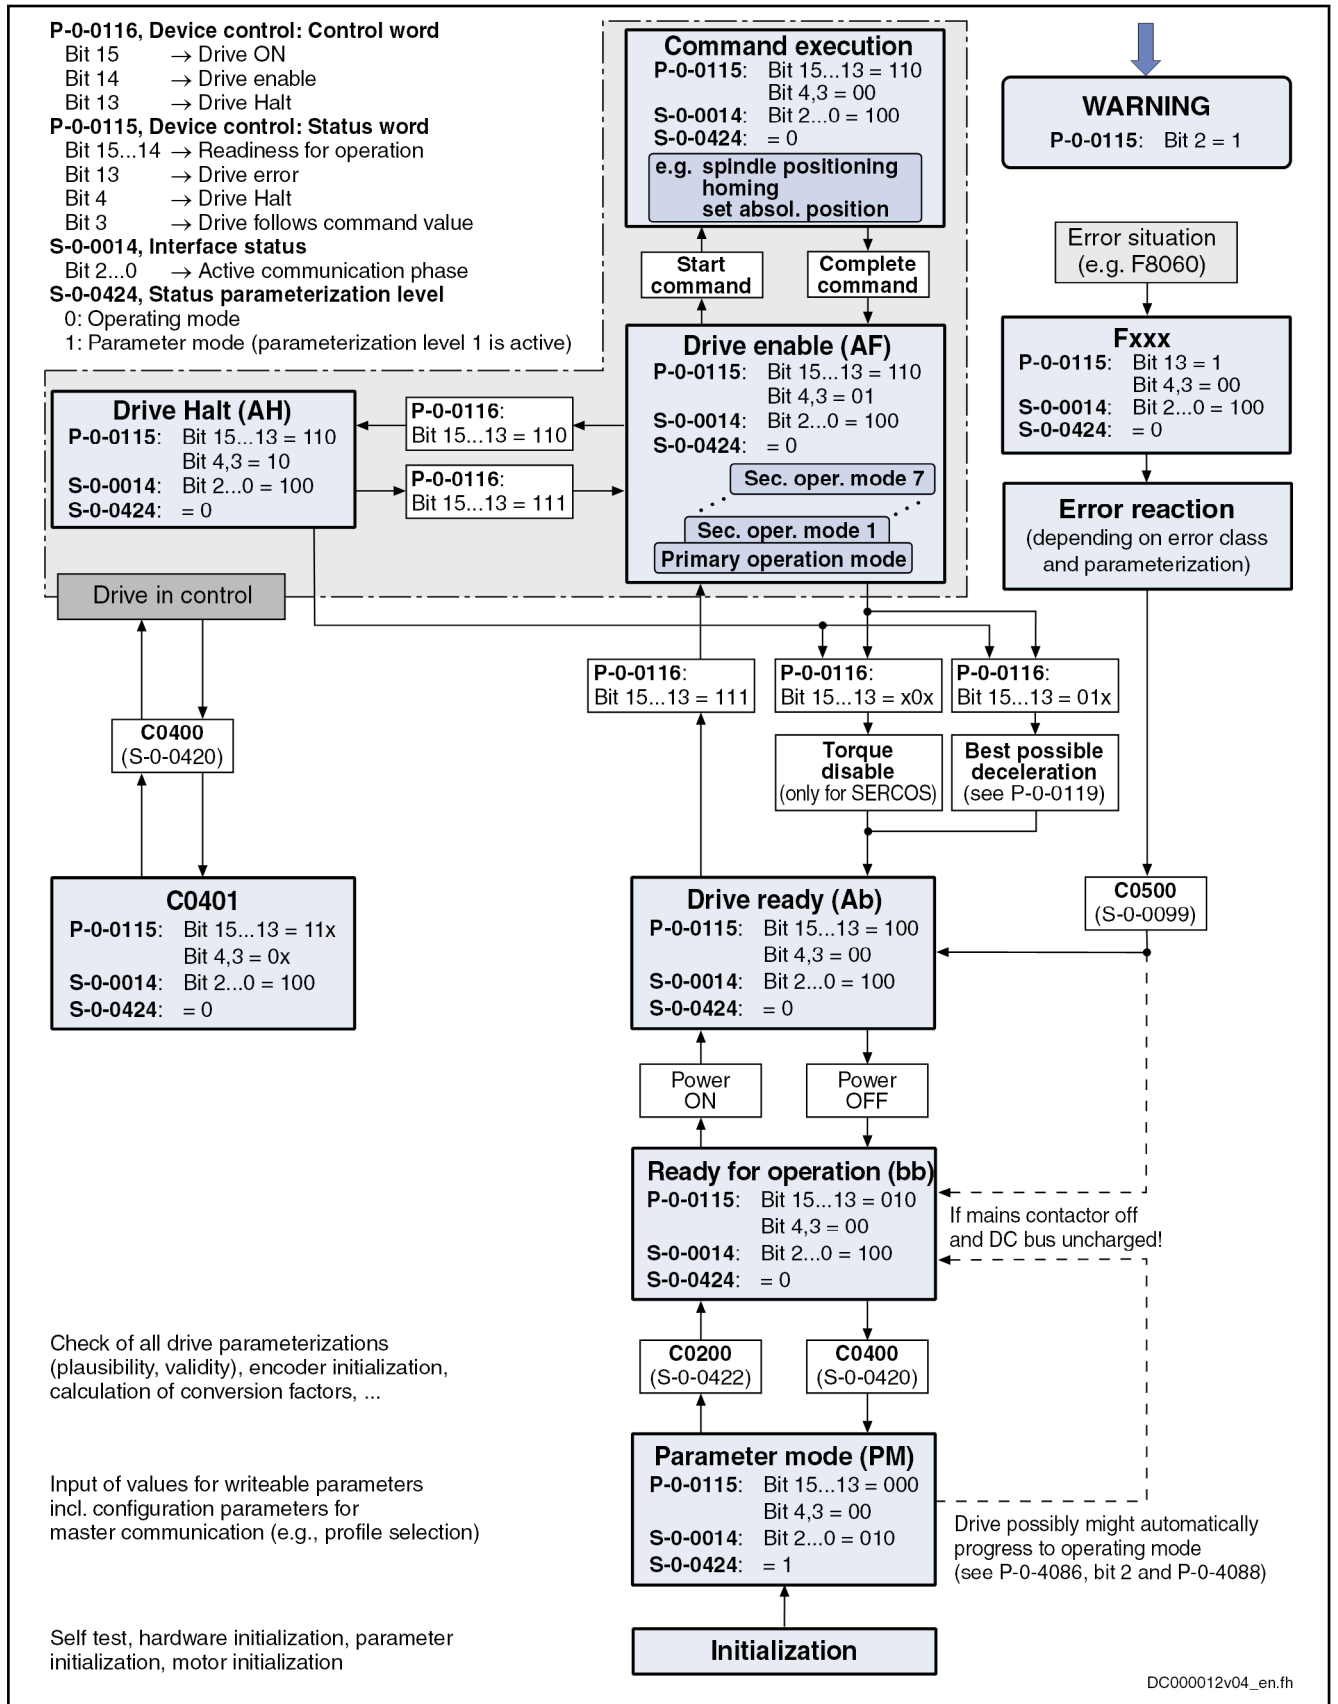 P-0-0116, Device control: Control word
Bit 15 → Drive ON
Bit 14 → Drive enable
Bit 13 → Drive Halt
P-0-0115, Device control: Status word
Bit 15...14 → Readiness for operation
Bit 13 → Drive error
Bit 4 → Drive Halt
Bit 3 → Drive follows command value
S-0-0014, Interface status
Bit 2...0 → Active communication phase
S-0-0424, Status parameterization level
0: Operating mode
1: Parameter mode (parameterization level 1 is active)
Command execution
P-0-0115: Bit 15...13 = 110
Bit 4,3 = 00
S-0-0014: Bit 2...0 = 100
S-0-0424: = 0
e.g. spindle positioning
homing
set absol. position
WARNING
P-0-0115: Bit 2 = 1
Start
command
Complete
command
Error situation
(e.g. F8060)
Drive enable (AF)
P-0-0115: Bit 15...13 = 110
Bit 4,3 = 01
S-0-0014: Bit 2...0 = 100
S-0-0424: = 0
Sec. oper. mode 7
Sec. oper. mode 1
Primary operation mode
Fxxx
P-0-0115: Bit 13 = 1
Bit 4,3 = 00
S-0-0014: Bit 2...0 = 100
S-0-0424: = 0
Drive Halt (AH)
P-0-0115: Bit 15...13 = 110
Bit 4,3 = 10
S-0-0014: Bit 2...0 = 100
S-0-0424: = 0
P-0-0116:
Bit 15...13 = 110
P-0-0116:
Bit 15...13 = 111
Error reaction
(depending on error class
and parameterization)
Drive in control
P-0-0116:
Bit 15...13 = 111
P-0-0116:
Bit 15...13 = x0x
P-0-0116:
Bit 15...13 = 01x
C0400
(S-0-0420)
Torque
disable
(only for SERCOS)
Best possible
deceleration
(see P-0-0119)
C0401
P-0-0115: Bit 15...13 = 11x
Bit 4,3 = 0x
S-0-0014: Bit 2...0 = 100
S-0-0424: = 0
Drive ready (Ab)
P-0-0115: Bit 15...13 = 100
Bit 4,3 = 00
S-0-0014: Bit 2...0 = 100
S-0-0424: = 0
C0500
(S-0-0099)
Power
ON
Power
OFF
Ready for operation (bb)
P-0-0115: Bit 15...13 = 010
Bit 4,3 = 00
S-0-0014: Bit 2...0 = 100
S-0-0424: = 0
If mains contactor off
and DC bus uncharged!
Check of all drive parameterizations
(plausibility, validity), encoder initialization,
calculation of conversion factors, ...
C0200
(S-0-0422)
C0400
(S-0-0420)
Input of values for writeable parameters
incl. configuration parameters for
master communication (e.g., profile selection)
Parameter mode (PM)
P-0-0115: Bit 15...13 = 000
Bit 4,3 = 00
S-0-0014: Bit 2...0 = 010
S-0-0424: = 1
Drive possibly might automatically
progress to operating mode
(see P-0-4086, bit 2 and P-0-4088)
Self test, hardware initialization, parameter
initialization, motor initialization
Initialization
DC000012v04_en.fh